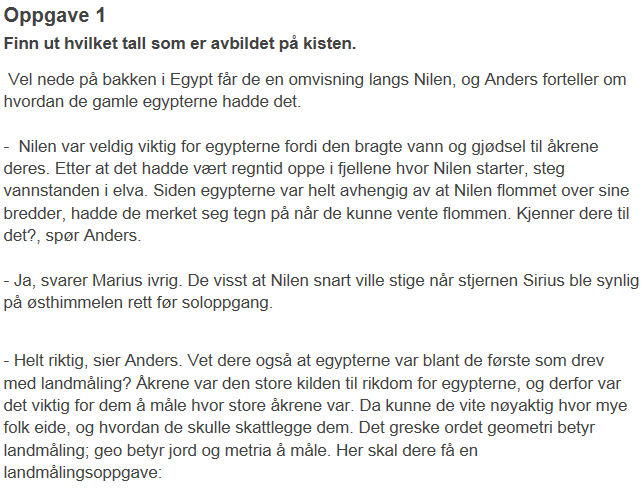 Oppgave 1
Finn ut hvilket tall som er avbildet på kisten.
Vel nede på bakken i Egypt får de en omvisning langs Nilen, og Anders forteller om
hvordan de gamle egypterne hadde det.
- Nilen var veldig viktig for egypterne fordi den bragte vann og gjødsel til åkrene
deres. Etter at det hadde vært regntid oppe i fjellene hvor Nilen starter, steg
vannstanden i elva. Siden egypterne var helt avhengig av at Nilen flommet over sine
bredder, hadde de merket seg tegn på når de kunne vente flommen. Kjenner dere til
det?, spør Anders.
- Ja, svarer Marius ivrig. De visst at Nilen snart ville stige når stjernen Sirius ble synlig
på østhimmelen rett før soloppgang.
- Helt riktig, sier Anders. Vet dere også at egypterne var blant de første som drev
med landmåling? Åkrene var den store kilden til rikdom for egypterne, og derfor var
det viktig for dem å måle hvor store åkrene var. Da kunne de vite nøyaktig hvor mye
folk eide, og hvordan de skulle skattlegge dem. Det greske ordet geometri betyr
landmåling; geo betyr jord og metria å måle. Her skal dere få en
landmålingsoppgave: